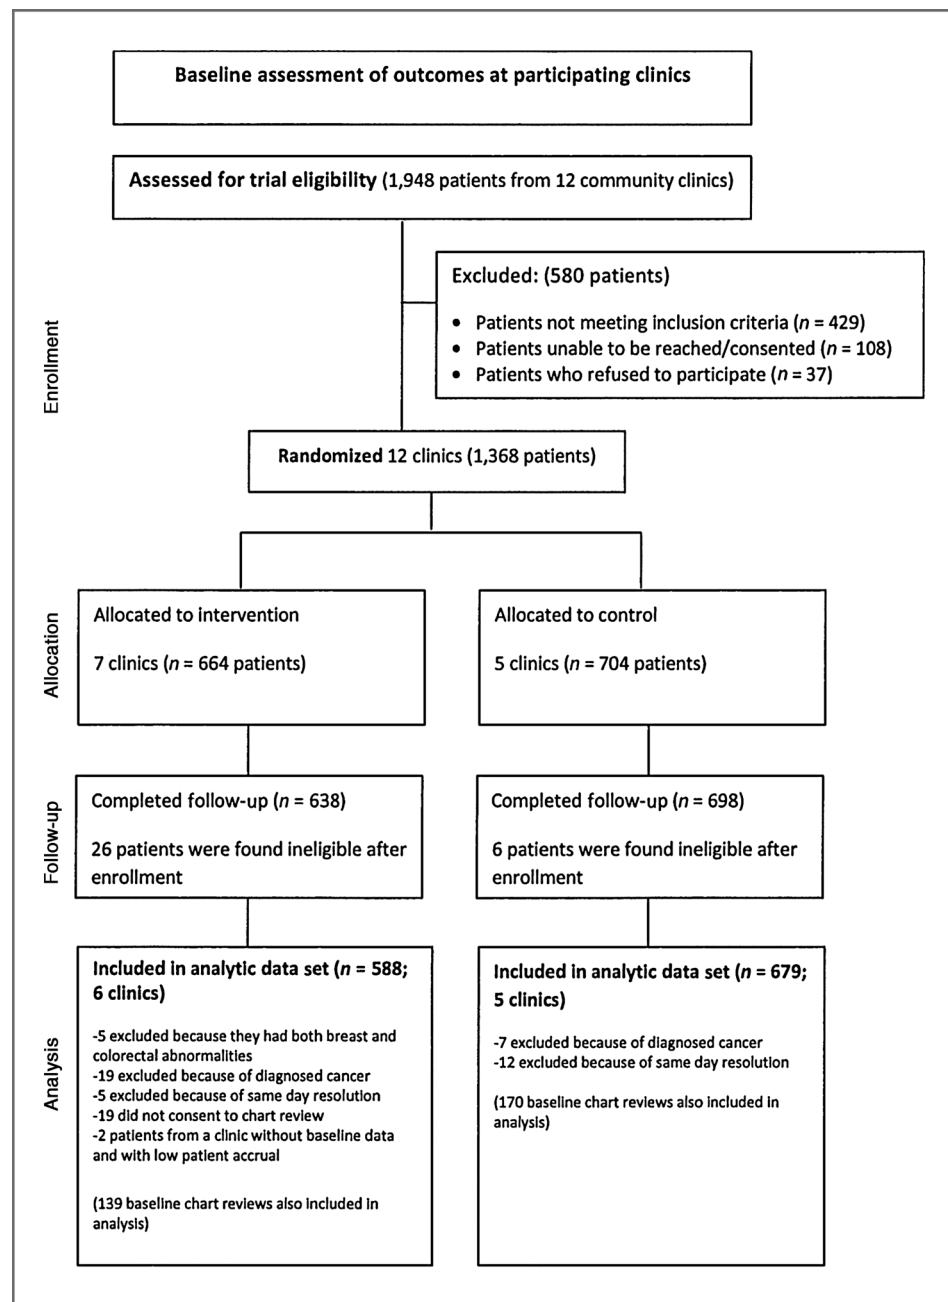 Baseline assessment of outcomes at participating clinics
Assessed for trial eligibility (1,948 patients from 12 community clinics)
Enrollment
Excluded: (580 patients)
• Patients not meeting inclusion criteria (n = 429)
• Patients unable to be reached/consented (n = 108)
• Patients who refused to participate (n = 37)
Randomized 12 clinics (1,368 patients)
Allocation
Allocated to intervention
7 clinics (n = 664 patients)
Allocated to control
5 clinics (n = 704 patients)
Follow-up
Completed follow-up (n = 638)
26 patients were found ineligible after
enrollment
Completed follow-up (n = 698)
6 patients were found ineligible after
enrollment
Analysis
Included in analytic data set (n = 588;
6 clinics)
-5 excluded because they had both breast and
colorectal abnormalities
-19 excluded because of diagnosed cancer
-5 excluded because of same day resolution
-19 did not consent to chart review
-2 patients from a clinic without baseline data
and with low patient accrual
(139 baseline chart reviews also included in
analysis)
Included in analytic data set (n = 679;
5 clinics)
-7 excluded because of diagnosed cancer
-12 excluded because of same day resolution
(170 baseline chart reviews also included in
analysis)